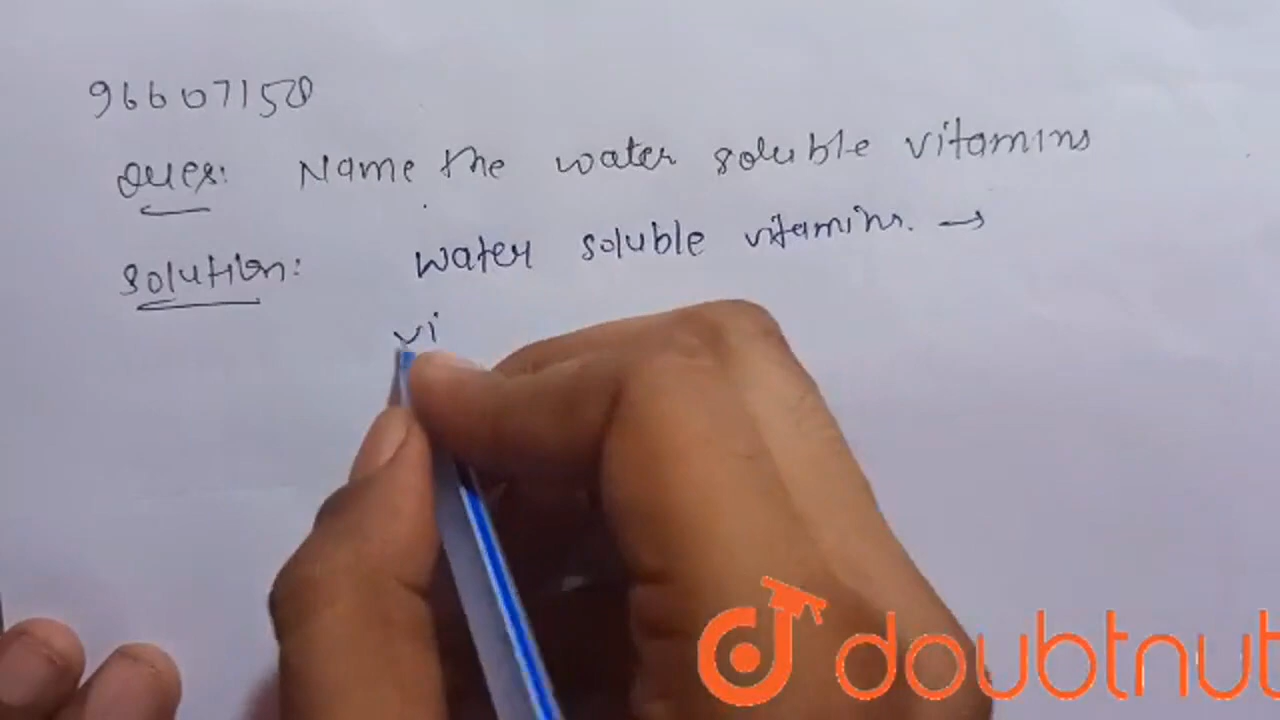 96607158
Ques: Name the water soluble vitamins
Solution: water soluble vitamins. →
vi
doubtnut